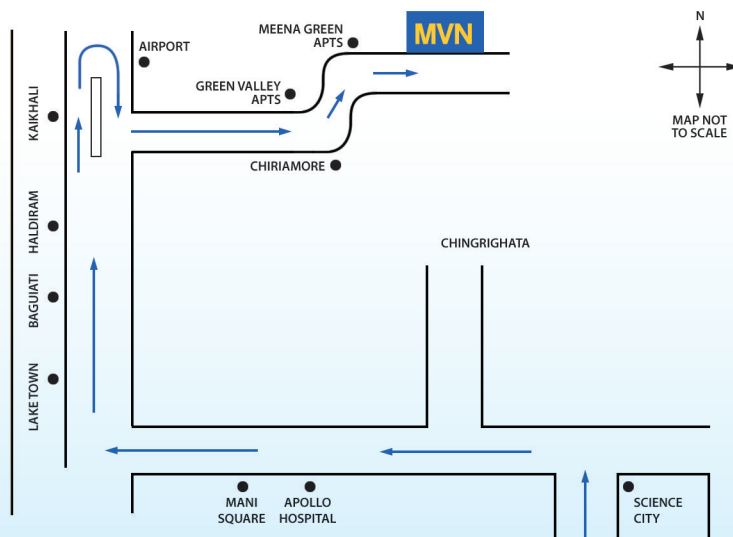 MEENA GREEN
APTS
MVN
N
AIRPORT
GREEN VALLEY
APTS
MAP NOT
TO SCALE
KAIKHALI
CHIRIAMORE
HALDIRAM
CHINGRIGHATA
BAGUIATI
LAKE TOWN
MANI
SQUARE
APOLLO
HOSPITAL
SCIENCE
CITY